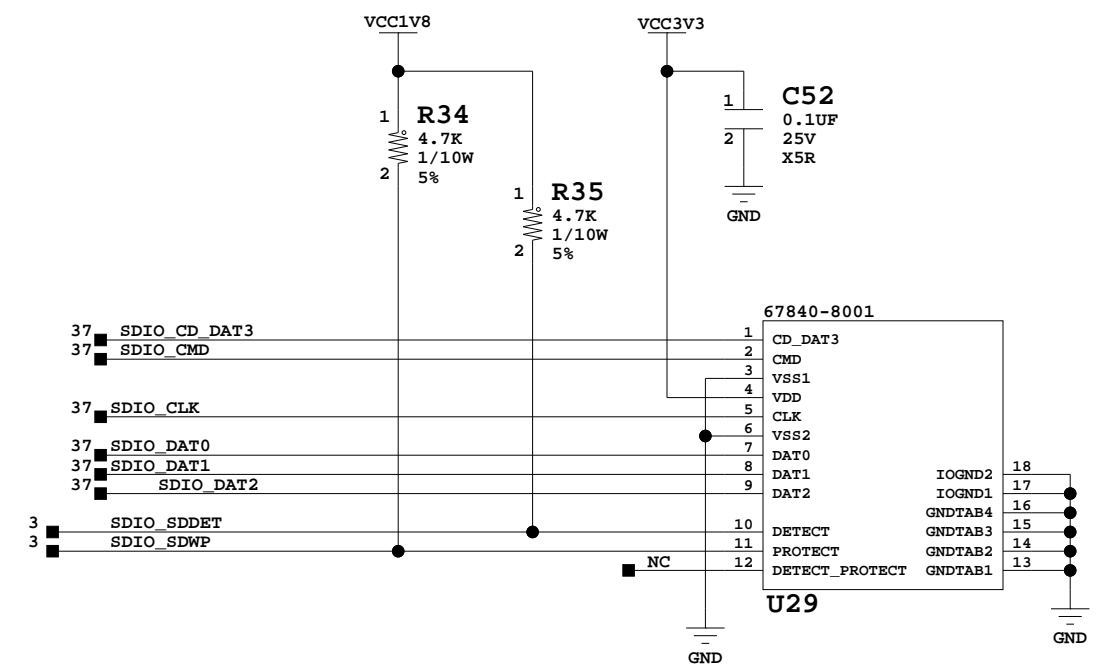 VCC1V8
VCC3V3
1
R34
4.7K
1/10W
5%
2
1
C52
0.1UF
25V
X5R
2
GND
1
R35
4.7K
1/10W
5%
2
67840-8001
37 SDIO_CD_DAT3 1 CD_DAT3
37 SDIO_CMD 2 CMD
3 VSS1
4 VDD
37 SDIO_CLK 5 CLK
6 VSS2
37 SDIO_DAT0 7 DAT0
37 SDIO_DAT1 8 DAT1 IOGND2 18
37 SDIO_DAT2 9 DAT2 IOGND1 17
GNDTAB4 16
3 SDIO_SDDET 10 DETECT GNDTAB3 15
3 SDIO_SDWP 11 PROTECT GNDTAB2 14
NC 12 DETECT_PROTECT GNDTAB1 13
U29
GND
GND